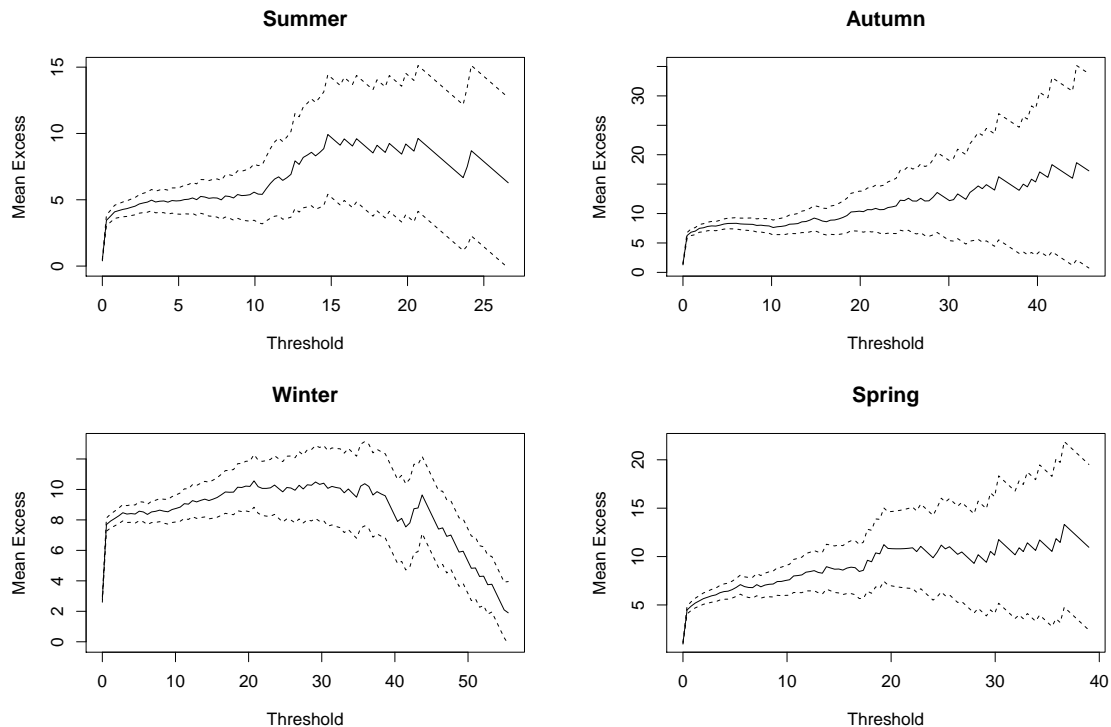 Summer
Mean Excess
0 5 10 15
0 5 10 15 20 25
Threshold
Autumn
Mean Excess
0 5 10 20 30
0 10 20 30 40
Threshold
Winter
Mean Excess
0 2 4 6 8 10
0 10 20 30 40 50
Threshold
Spring
Mean Excess
5 10 15 20
0 10 20 30 40
Threshold